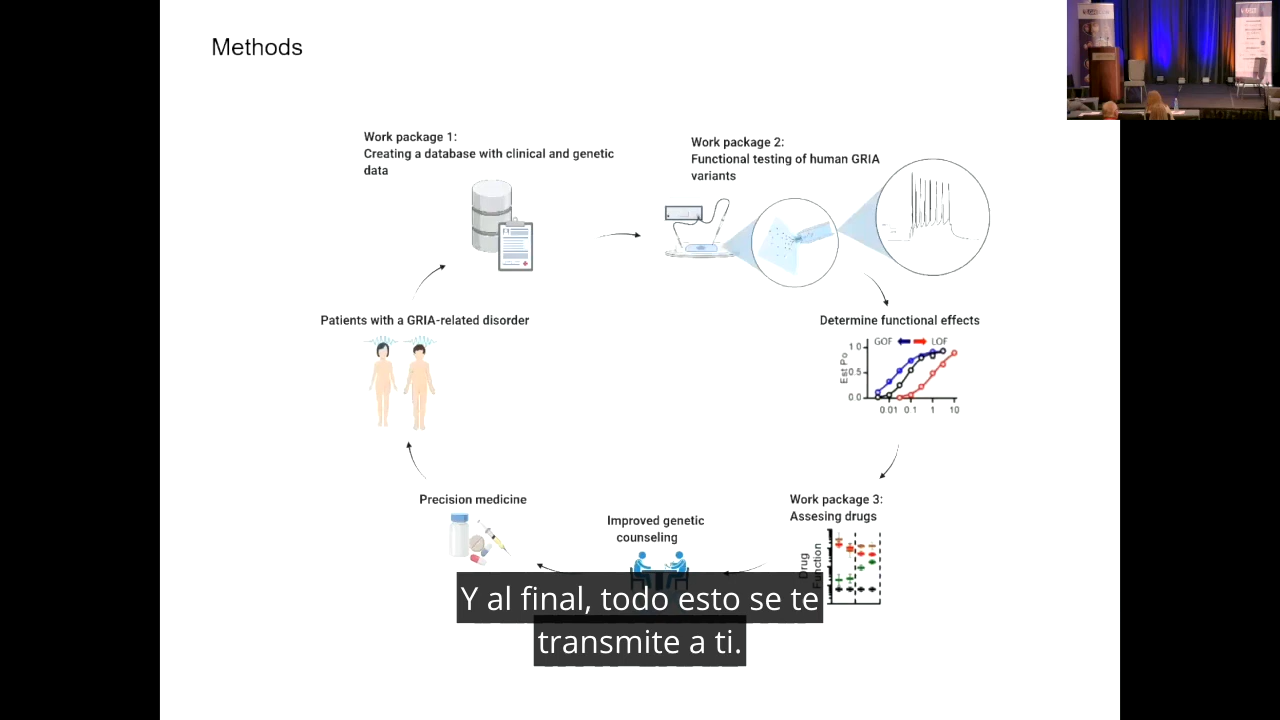 Methods
Work package 1:
Creating a database with clinical and genetic
data
Work package 2:
Functional testing of human GRIA
variants
Patients with a GRIA-related disorder
Determine functional effects
GOF LOF
Est Po
1 0
0.5
0.0
0.01 0.1 1 10
Precision medicine
Improved genetic
counseling
Work package 3:
Assesing drugs
Drug
Function
Y al final, todo esto se te
transmite a ti.